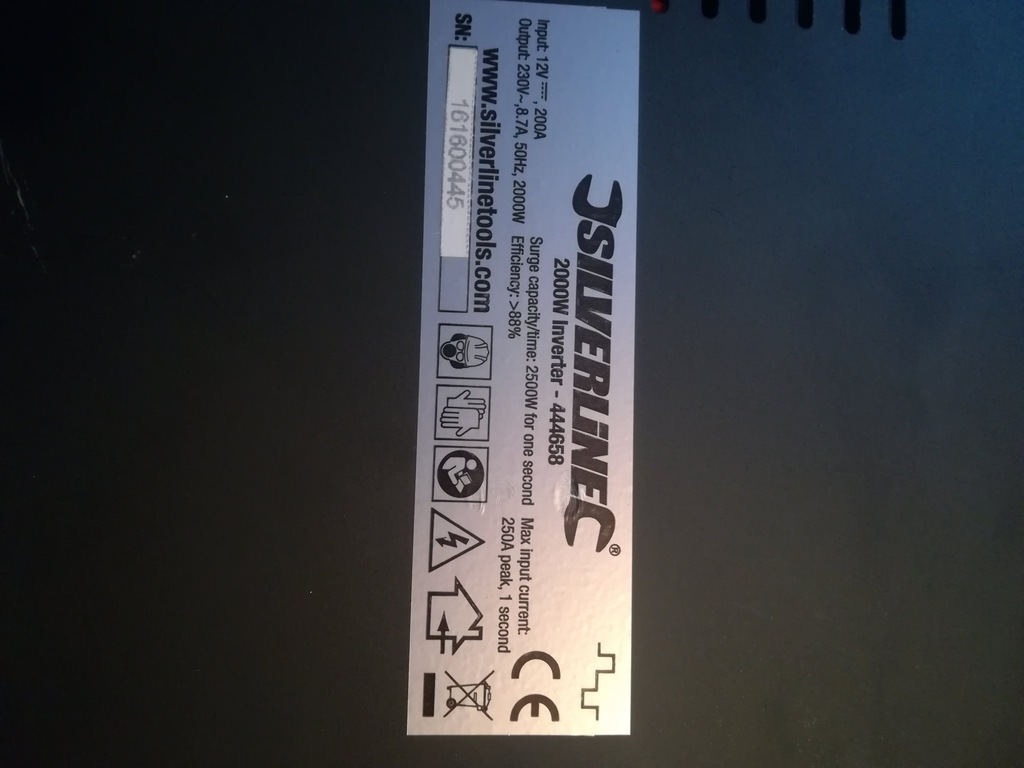 SILVERLINE®
2000W Inverter - 444658
Input: 12V ⎓, 200A
Output: 230V~,8.7A, 50Hz, 2000W
Surge capacity/time: 2500W for one second
Efficiency: >88%
Max input current:
250A peak, 1 second
www.silverlinetools.com
SN: 161600445
CE